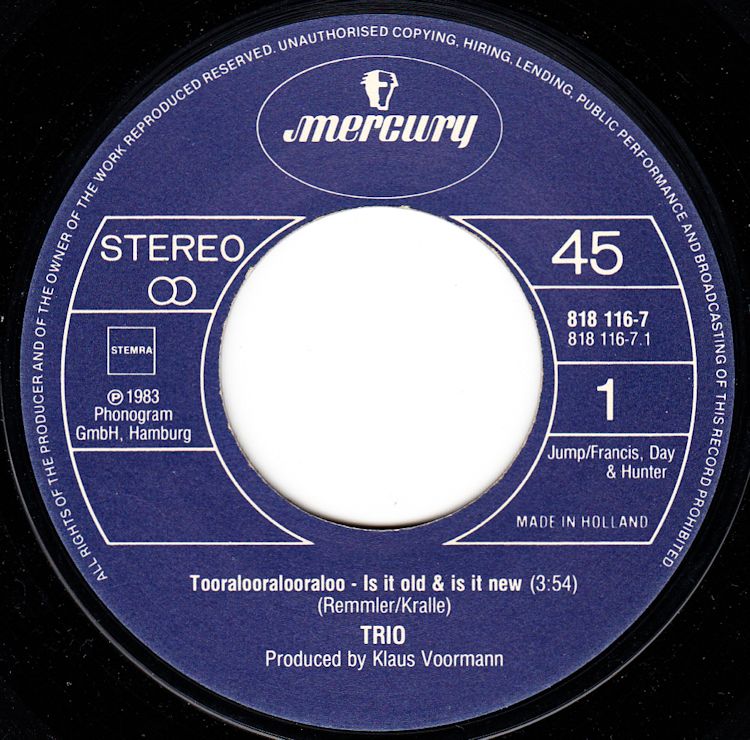 ALL RIGHTS OF THE PRODUCER AND OF THE OWNER OF THE WORK REPRODUCED RESERVED. UNAUTHORISED COPYING, HIRING, LENDING, PUBLIC PERFORMANCE AND BROADCASTING OF THIS RECORD PROHIBITED
mercury
STEREO
45
818 116-7
818 116-7.1
STEMRA
℗ 1983
Phonogram
GmbH, Hamburg
1
Jump/Francis, Day
& Hunter
MADE IN HOLLAND
Tooralooralooraloo - Is it old & is it new (3:54)
(Remmler/Kralle)
TRIO
Produced by Klaus Voormann